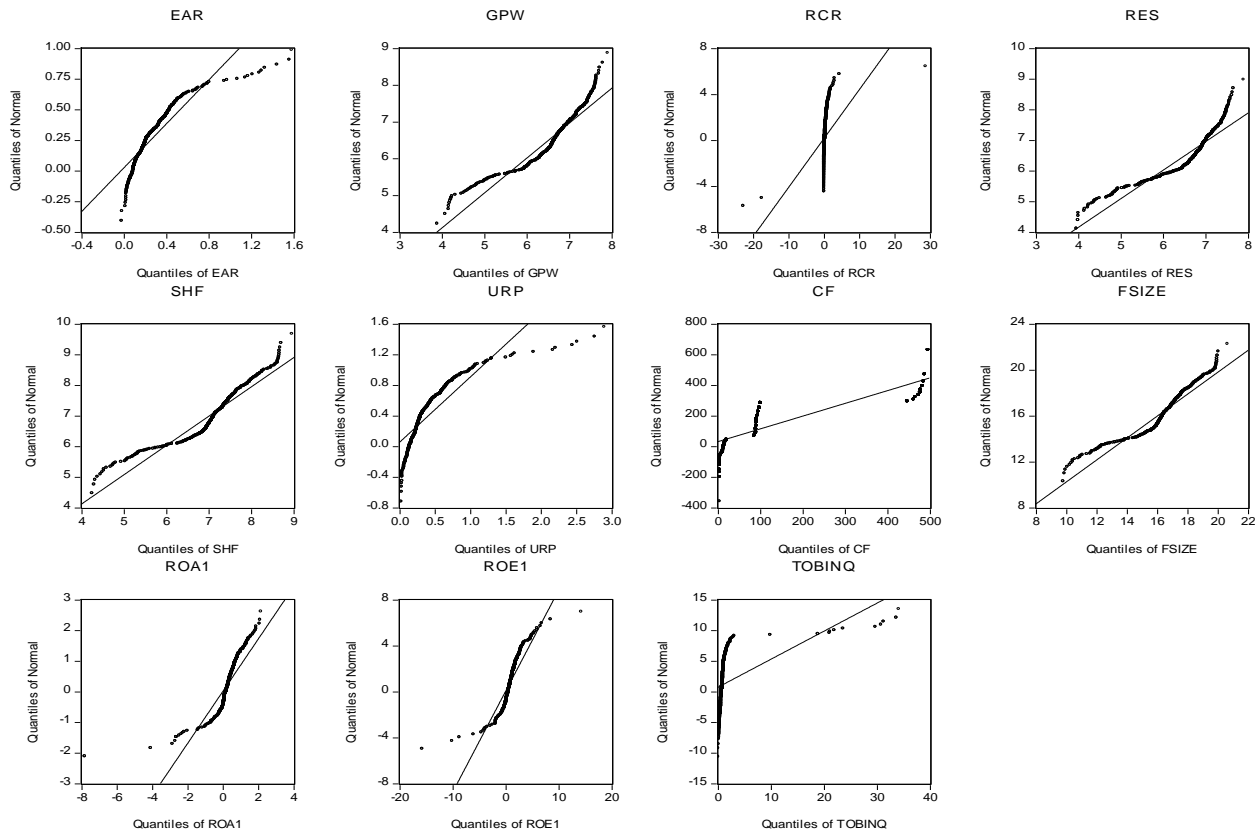 EAR GPW RCR RES
Quantiles of Normal
1.00
0.75
0.50
0.25
0.00
-0.25
-0.50
-0.4 0.0 0.4 0.8 1.2 1.6
Quantiles of EAR
Quantiles of Normal
9
8
7
6
5
4
3 4 5 6 7 8
Quantiles of GPW
Quantiles of Normal
8
4
0
-4
-8
-30 -20 -10 0 10 20 30
Quantiles of RCR
Quantiles of Normal
10
9
8
7
6
5
4
3 4 5 6 7 8
Quantiles of RES
SHF URP CF FSIZE
Quantiles of Normal
10
9
8
7
6
5
4
4 5 6 7 8 9
Quantiles of SHF
Quantiles of Normal
1.6
1.2
0.8
0.4
0.0
-0.4
-0.8
0.0 0.5 1.0 1.5 2.0 2.5 3.0
Quantiles of URP
Quantiles of Normal
800
600
400
200
0
-200
-400
0 100 200 300 400 500
Quantiles of CF
Quantiles of Normal
24
20
16
12
8
8 10 12 14 16 18 20 22
Quantiles of FSIZE
ROA1 ROE1 TOBINQ
Quantiles of Normal
3
2
1
0
-1
-2
-3
-8 -6 -4 -2 0 2 4
Quantiles of ROA1
Quantiles of Normal
8
4
0
-4
-8
-20 -10 0 10 20
Quantiles of ROE1
Quantiles of Normal
15
10
5
0
-5
-10
-15
0 10 20 30 40
Quantiles of TOBINQ